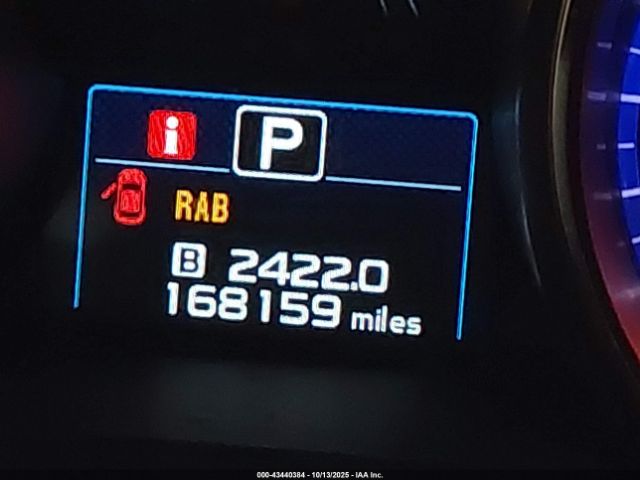 i P
RAB
B 2422.0
168159 miles
000-43440384 - 10/13/2025 - IAA Inc.